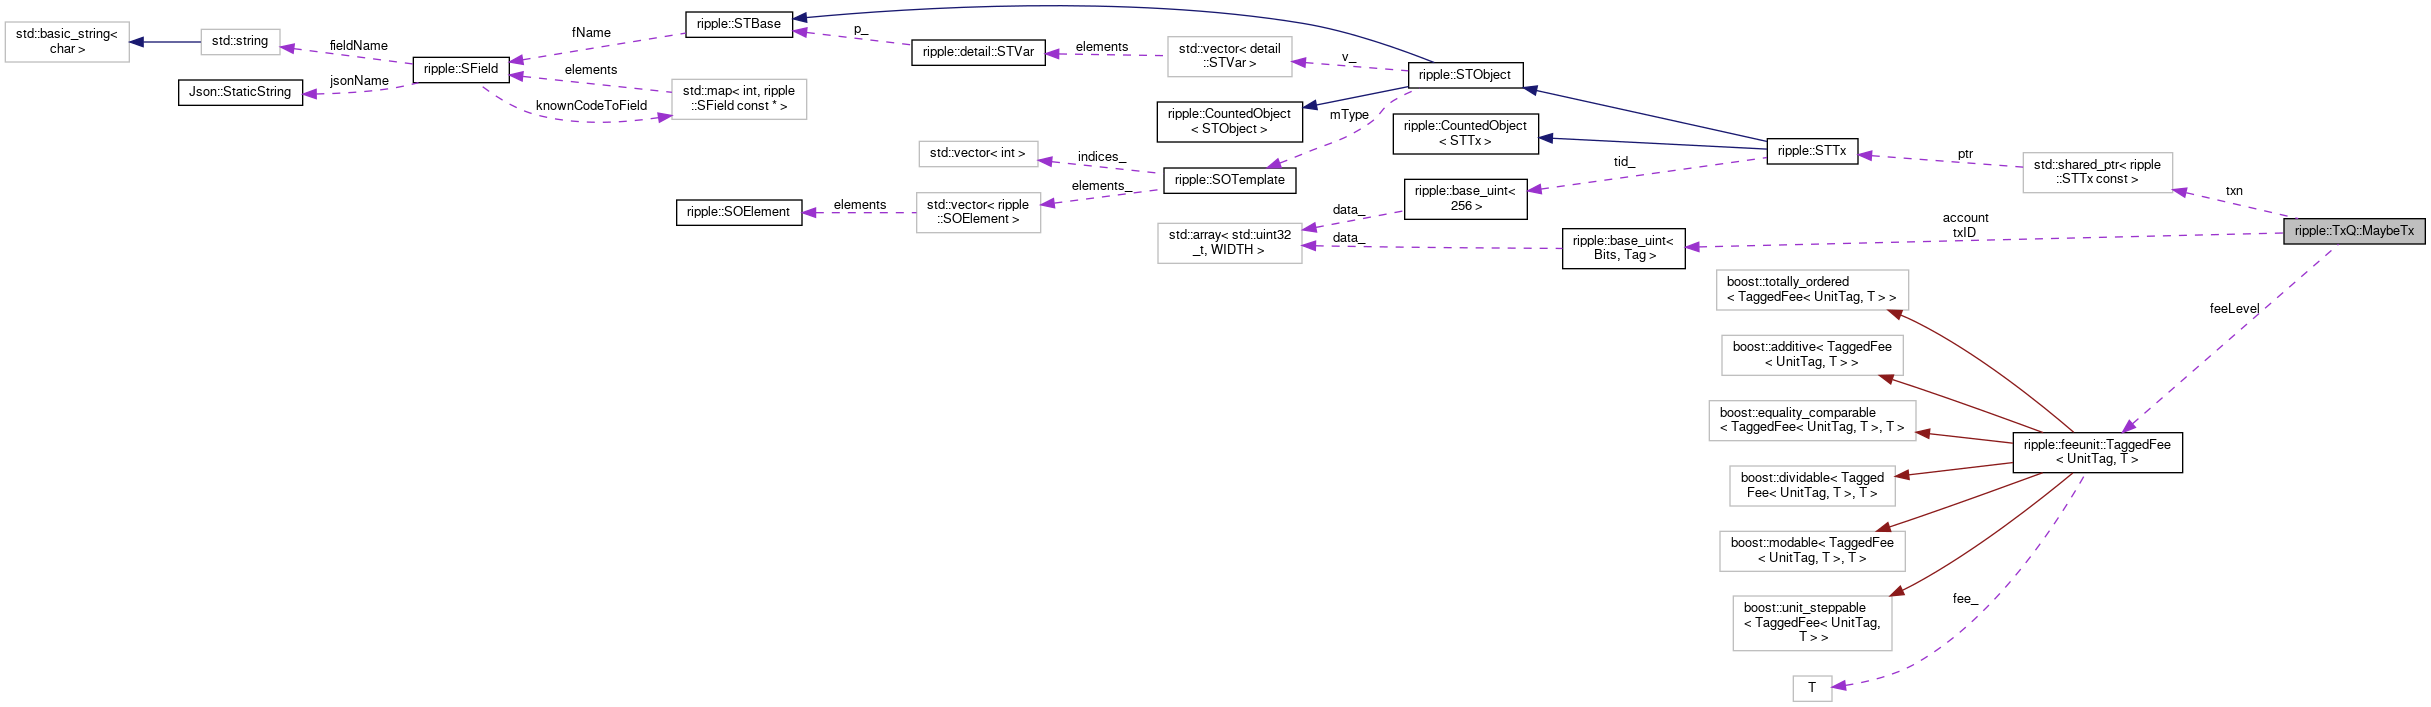 std::basic_string<
char >
std::string
fieldName
jsonName
Json::StaticString
ripple::SField
fName
elements
knownCodeToField
ripple::STBase
std::map< int, ripple
::SField const * >
p_
ripple::detail::STVar
elements
std::vector< detail
::STVar >
v_
ripple::STObject
ripple::CountedObject
< STObject >
mType
ripple::CountedObject
< STTx >
ripple::STTx
ptr
std::shared_ptr< ripple
::STTx const >
txn
std::vector< int >
indices_
elements_
ripple::SOTemplate
tid_
ripple::SOElement
elements
std::vector< ripple
::SOElement >
ripple::base_uint<
256 >
data_
data_
std::array< std::uint32
_t, WIDTH >
ripple::base_uint<
Bits, Tag >
account
txID
ripple::TxQ::MaybeTx
boost::totally_ordered
< TaggedFee< UnitTag, T > >
feeLevel
boost::additive< TaggedFee
< UnitTag, T > >
boost::equality_comparable
< TaggedFee< UnitTag, T >, T >
ripple::feeunit::TaggedFee
< UnitTag, T >
boost::dividable< Tagged
Fee< UnitTag, T >, T >
boost::modable< TaggedFee
< UnitTag, T >, T >
boost::unit_steppable
< TaggedFee< UnitTag,
T > >
fee_
T